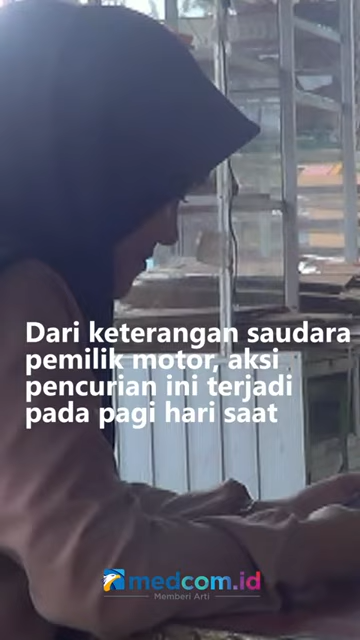 Dari keterangan saudara
pemilik motor, aksi
pencurian ini terjadi
pada pagi hari saat
medcom.id
Memberi Arti